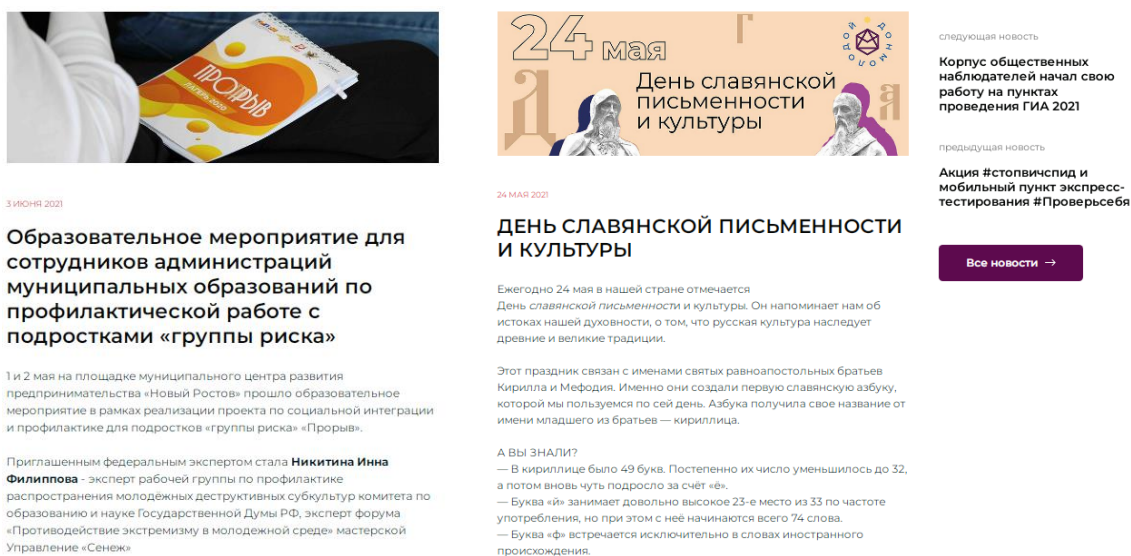 ПРОРЫВ
ЛАГЕРЬ 2020
3 ИЮНЯ 2021
Образовательное мероприятие для
сотрудников администраций
муниципальных образований по
профилактической работе с
подростками «группы риска»
1 и 2 мая на площадке муниципального центра развития
предпринимательства «Новый Ростов» прошло образовательное
мероприятие в рамках реализации проекта по социальной интеграции
и профилактике для подростков «группы риска» «Прорыв».
Приглашенным федеральным экспертом стала Никитина Инна
Филиппова - эксперт рабочей группы по профилактике
распространения молодёжных деструктивных субкультур комитета по
образованию и науке Государственной Думы РФ, эксперт форума
«Противодействие экстремизму в молодежной среде» мастерской
Управление «Сенеж»
24 мая
День славянской
письменности
и культуры
Г
Д
Я
ДОНМОЛОДОЙ
24 МАЯ 2021
ДЕНЬ СЛАВЯНСКОЙ ПИСЬМЕННОСТИ
И КУЛЬТУРЫ
Ежегодно 24 мая в нашей стране отмечается
День славянской письменности и культуры. Он напоминает нам об
истоках нашей духовности, о том, что русская культура наследует
древние и великие традиции.
Этот праздник связан с именами святых равноапостольных братьев
Кирилла и Мефодия. Именно они создали первую славянскую азбуку,
которой мы пользуемся по сей день. Азбука получила свое название от
имени младшего из братьев — кириллица.
А ВЫ ЗНАЛИ?
— В кириллице было 49 букв. Постепенно их число уменьшилось до 32,
а потом вновь чуть подросло за счёт «ё».
— Буква «й» занимает довольно высокое 23-е место из 33 по частоте
употребления, но при этом с неё начинаются всего 74 слова.
— Буква «ф» встречается исключительно в словах иностранного
происхождения.
следующая новость
Корпус общественных
наблюдателей начал свою
работу на пунктах
проведения ГИА 2021
предыдущая новость
Акция #стопвичспид и
мобильный пункт экспресс-
тестирования #Проверьсебя
Все новости →